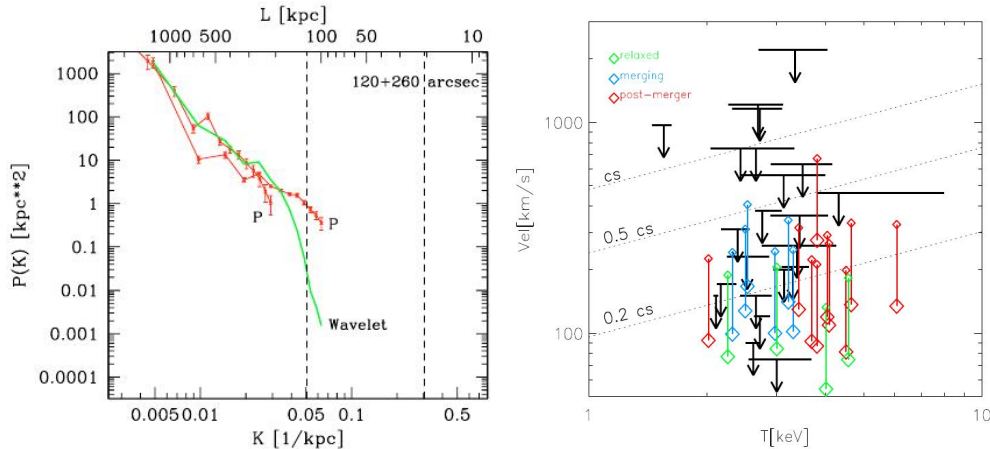 L [kpc]
1000 500 100 50 10
120+260 arcsec
P(K) [kpc**2]
1000
100
10
1
0.1
0.01
0.001
0.0001
P
P
Wavelet
0.005 0.01 0.05 0.1 0.5
K [1/kpc]
relaxed
merging
post-merger
Vel[km/s]
1000
100
cs
0.5 cs
0.2 cs
1 10
T[keV]